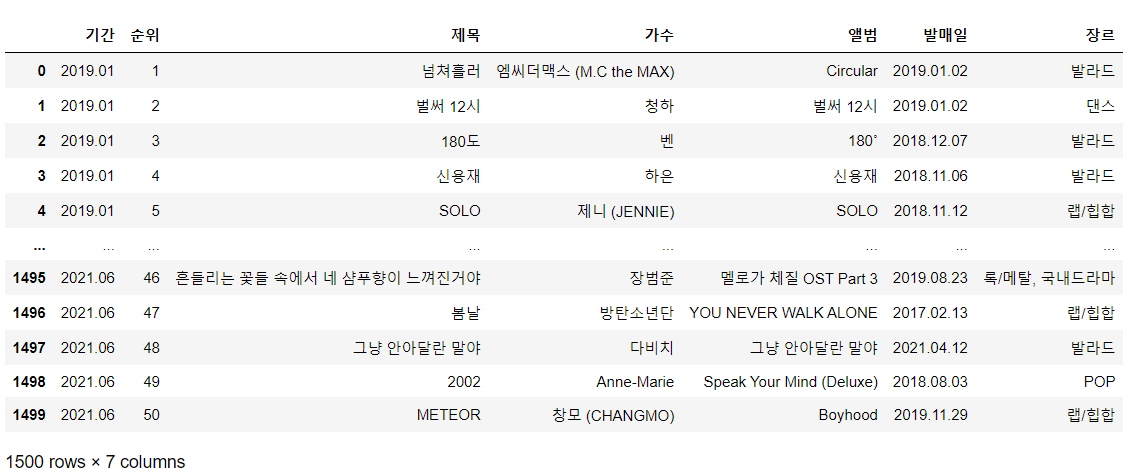 기간 순위 제목 가수 앨범 발매일 장르
0 2019.01 1 넘쳐흘러 엠씨더맥스 (M.C the MAX) Circular 2019.01.02 발라드
1 2019.01 2 벌써 12시 청하 벌써 12시 2019.01.02 댄스
2 2019.01 3 180도 벤 180˚ 2018.12.07 발라드
3 2019.01 4 신용재 하은 신용재 2018.11.06 발라드
4 2019.01 5 SOLO 제니 (JENNIE) SOLO 2018.11.12 랩/힙합
... ... ... ... ... ... ... ...
1495 2021.06 46 흔들리는 꽃들 속에서 네 샴푸향이 느껴진거야 장범준 멜로가 체질 OST Part 3 2019.08.23 록/메탈, 국내드라마
1496 2021.06 47 봄날 방탄소년단 YOU NEVER WALK ALONE 2017.02.13 랩/힙합
1497 2021.06 48 그냥 안아달란 말야 다비치 그냥 안아달란 말야 2021.04.12 발라드
1498 2021.06 49 2002 Anne-Marie Speak Your Mind (Deluxe) 2018.08.03 POP
1499 2021.06 50 METEOR 창모 (CHANGMO) Boyhood 2019.11.29 랩/힙합
1500 rows × 7 columns